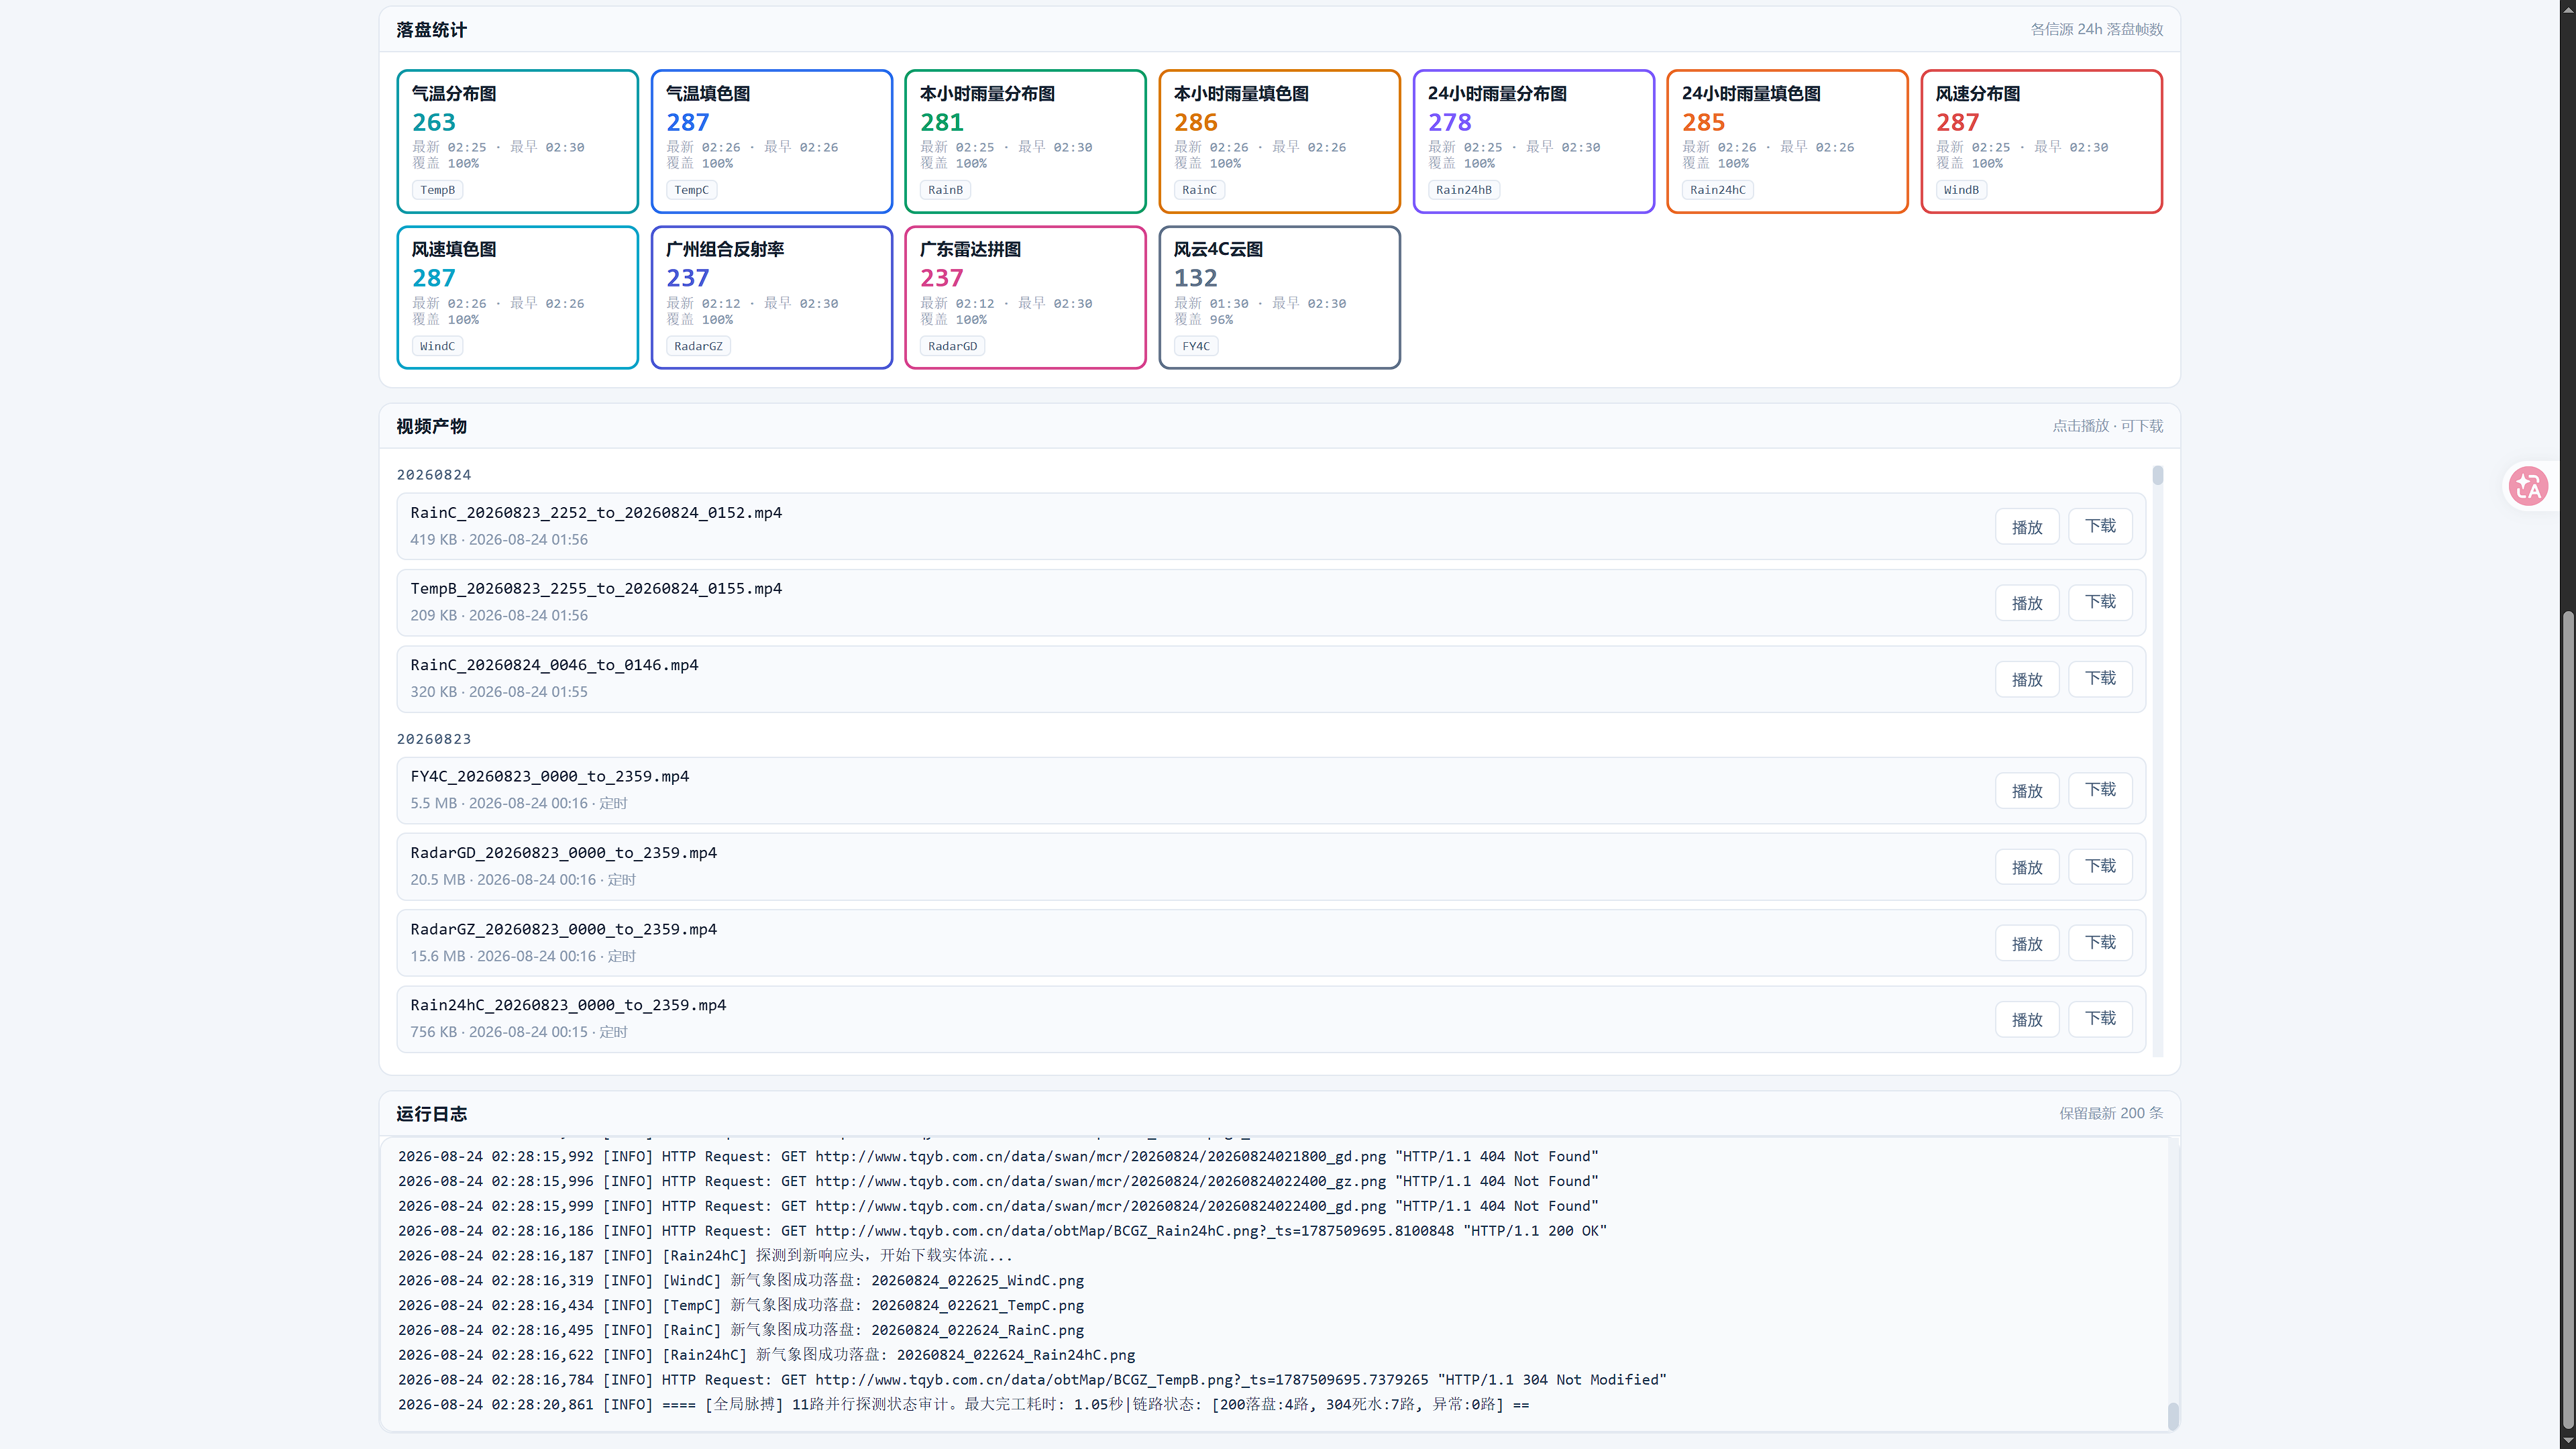 落盘统计
各信源 24h 落盘帧数
气温分布图
263
最新 02:25 · 最早 02:30
覆盖 100%
TempB
气温填色图
287
最新 02:26 · 最早 02:26
覆盖 100%
TempC
本小时雨量分布图
281
最新 02:25 · 最早 02:30
覆盖 100%
RainB
本小时雨量填色图
286
最新 02:26 · 最早 02:26
覆盖 100%
RainC
24小时雨量分布图
278
最新 02:25 · 最早 02:30
覆盖 100%
Rain24hB
24小时雨量填色图
285
最新 02:26 · 最早 02:26
覆盖 100%
Rain24hC
风速分布图
287
最新 02:25 · 最早 02:30
覆盖 100%
WindB
风速填色图
287
最新 02:26 · 最早 02:26
覆盖 100%
WindC
广州组合反射率
237
最新 02:12 · 最早 02:30
覆盖 100%
RadarGZ
广东雷达拼图
237
最新 02:12 · 最早 02:30
覆盖 100%
RadarGD
风云4C云图
132
最新 01:30 · 最早 02:30
覆盖 96%
FY4C
视频产物
点击播放 · 可下载
20260824
RainC_20260823_2252_to_20260824_0152.mp4
419 KB · 2026-08-24 01:56
播放 下载
TempB_20260823_2255_to_20260824_0155.mp4
209 KB · 2026-08-24 01:56
播放 下载
RainC_20260824_0046_to_0146.mp4
320 KB · 2026-08-24 01:55
播放 下载
20260823
FY4C_20260823_0000_to_2359.mp4
5.5 MB · 2026-08-24 00:16 · 定时
播放 下载
RadarGD_20260823_0000_to_2359.mp4
20.5 MB · 2026-08-24 00:16 · 定时
播放 下载
RadarGZ_20260823_0000_to_2359.mp4
15.6 MB · 2026-08-24 00:16 · 定时
播放 下载
Rain24hC_20260823_0000_to_2359.mp4
756 KB · 2026-08-24 00:15 · 定时
播放 下载
运行日志
保留最新 200 条
2026-08-24 02:28:15,992 [INFO] HTTP Request: GET http://www.tqyb.com.cn/data/swan/mcr/20260824/20260824021800_gd.png "HTTP/1.1 404 Not Found"
2026-08-24 02:28:15,996 [INFO] HTTP Request: GET http://www.tqyb.com.cn/data/swan/mcr/20260824/20260824022400_gz.png "HTTP/1.1 404 Not Found"
2026-08-24 02:28:15,999 [INFO] HTTP Request: GET http://www.tqyb.com.cn/data/swan/mcr/20260824/20260824022400_gd.png "HTTP/1.1 404 Not Found"
2026-08-24 02:28:16,186 [INFO] HTTP Request: GET http://www.tqyb.com.cn/data/obtMap/BCGZ_Rain24hC.png?_ts=1787509695.8100848 "HTTP/1.1 200 OK"
2026-08-24 02:28:16,187 [INFO] [Rain24hC] 探测到新响应头，开始下载实体流...
2026-08-24 02:28:16,319 [INFO] [WindC] 新气象图成功落盘: 20260824_022625_WindC.png
2026-08-24 02:28:16,434 [INFO] [TempC] 新气象图成功落盘: 20260824_022621_TempC.png
2026-08-24 02:28:16,495 [INFO] [RainC] 新气象图成功落盘: 20260824_022624_RainC.png
2026-08-24 02:28:16,622 [INFO] [Rain24hC] 新气象图成功落盘: 20260824_022624_Rain24hC.png
2026-08-24 02:28:16,784 [INFO] HTTP Request: GET http://www.tqyb.com.cn/data/obtMap/BCGZ_TempB.png?_ts=1787509695.7379265 "HTTP/1.1 304 Not Modified"
2026-08-24 02:28:20,861 [INFO] ==== [全局脉搏] 11路并行探测状态审计。最大完工耗时: 1.05秒|链路状态: [200落盘:4路, 304死水:7路, 异常:0路] ==